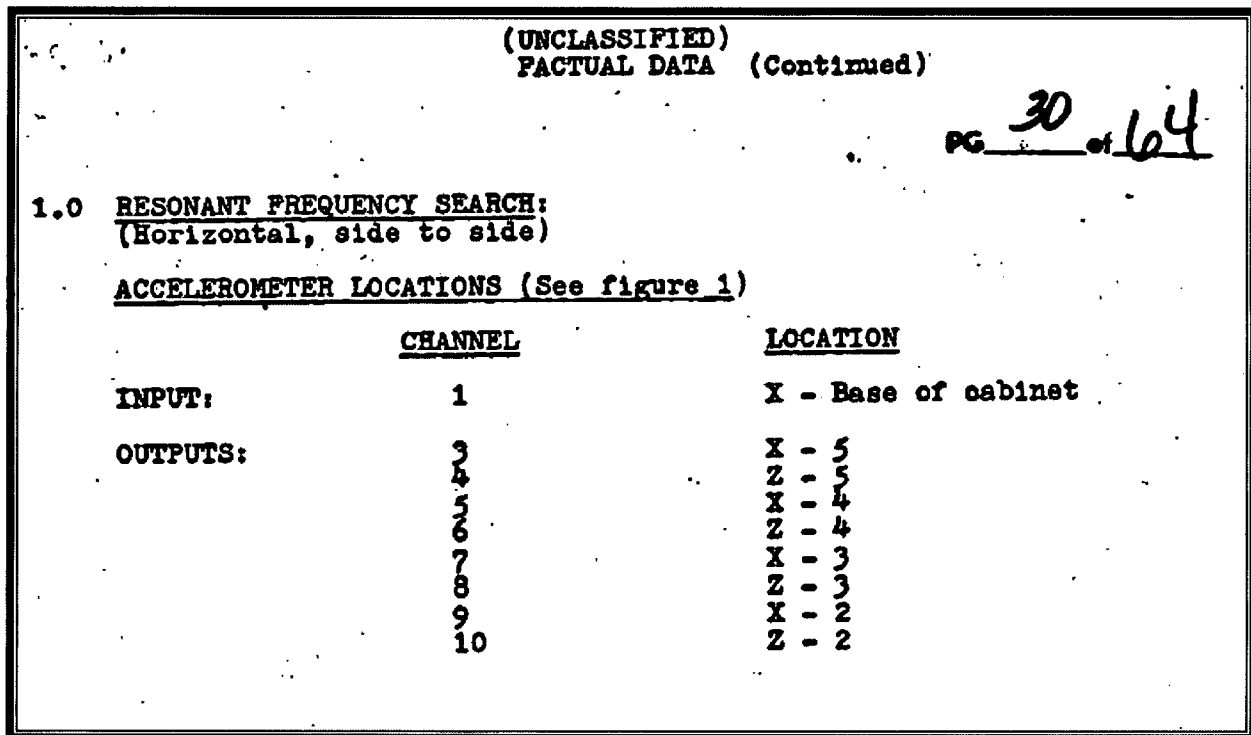 (UNCLASSIFIED)
FACTUAL DATA (Continued)
PG 30 of 64
1.0 RESONANT FREQUENCY SEARCH:
(Horizontal, side to side)
ACCELEROMETER LOCATIONS (See figure 1)
CHANNEL LOCATION
INPUT: 1 X - Base of cabinet
OUTPUTS: 3 X - 5
4 Z - 5
5 X - 4
6 Z - 4
7 X - 3
8 Z - 3
9 X - 2
10 Z - 2